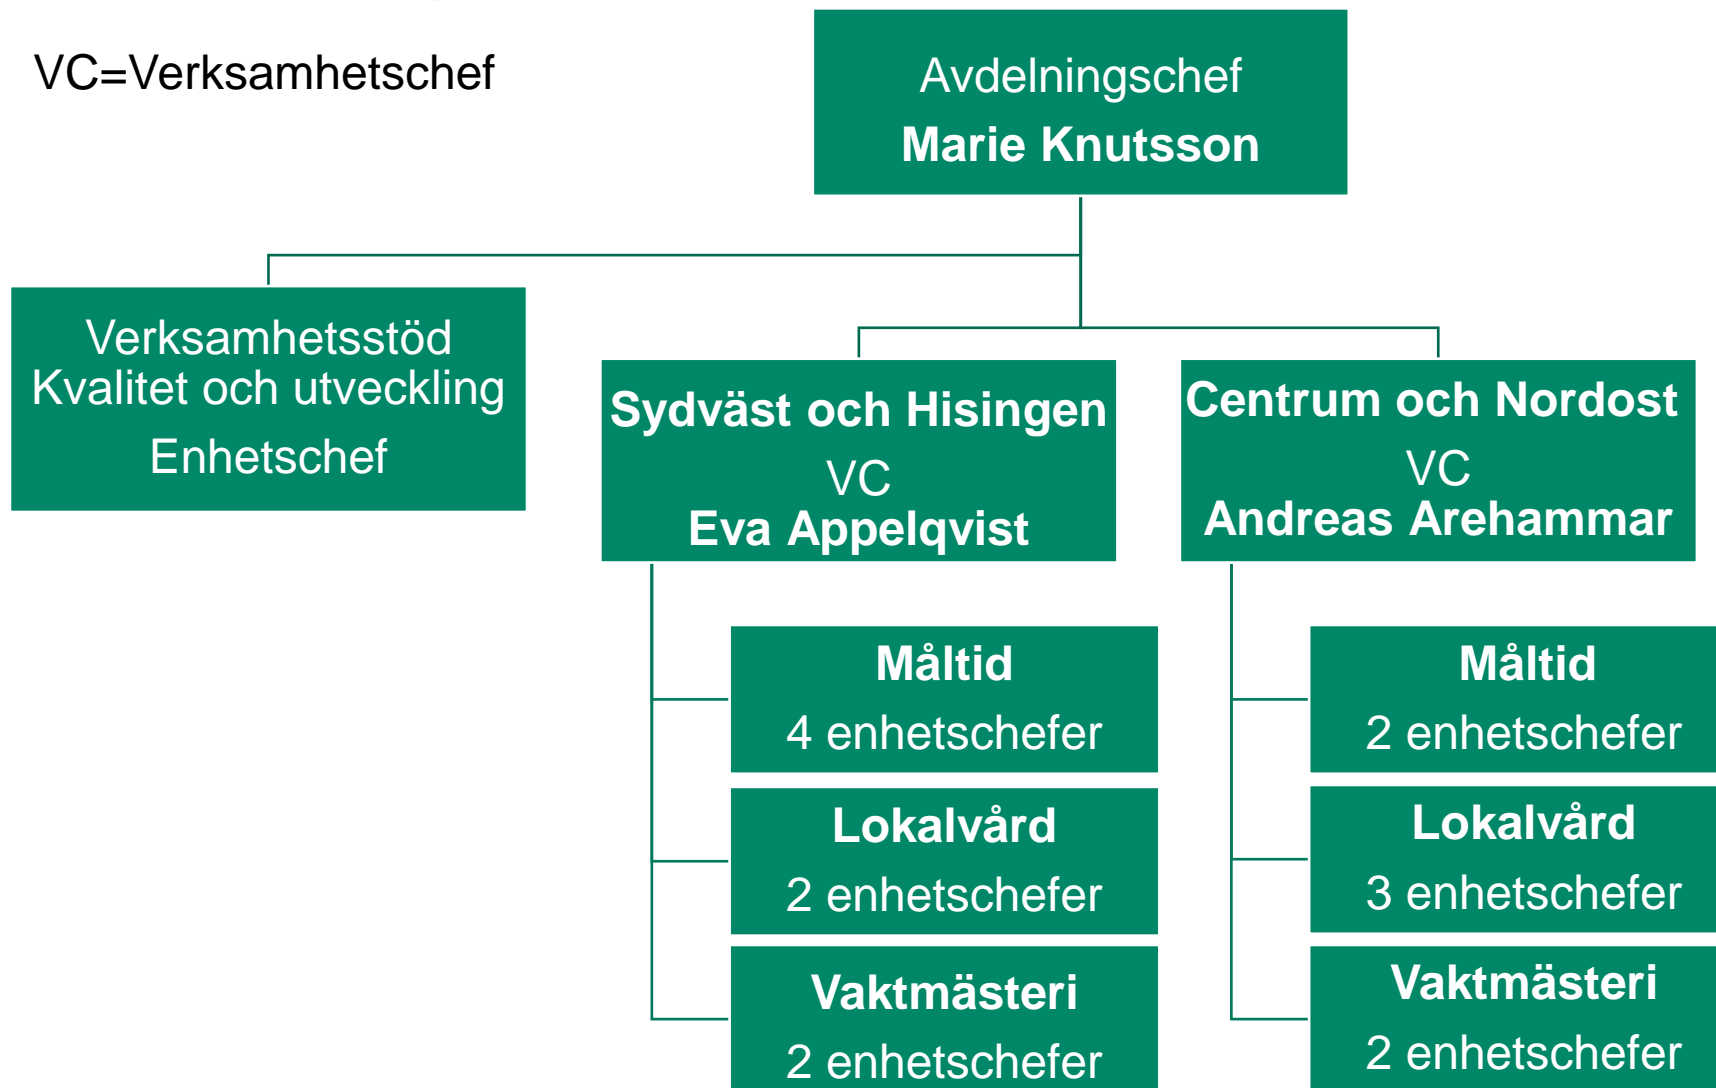 VC=Verksamhetschef
Avdelningschef
Marie Knutsson
Verksamhetsstöd
Kvalitet och utveckling
Enhetschef
Sydväst och Hisingen
VC
Eva Appelqvist
Måltid
4 enhetschefer
Lokalvård
2 enhetschefer
Vaktmästeri
2 enhetschefer
Centrum och Nordost
VC
Andreas Arehammar
Måltid
2 enhetschefer
Lokalvård
3 enhetschefer
Vaktmästeri
2 enhetschefer